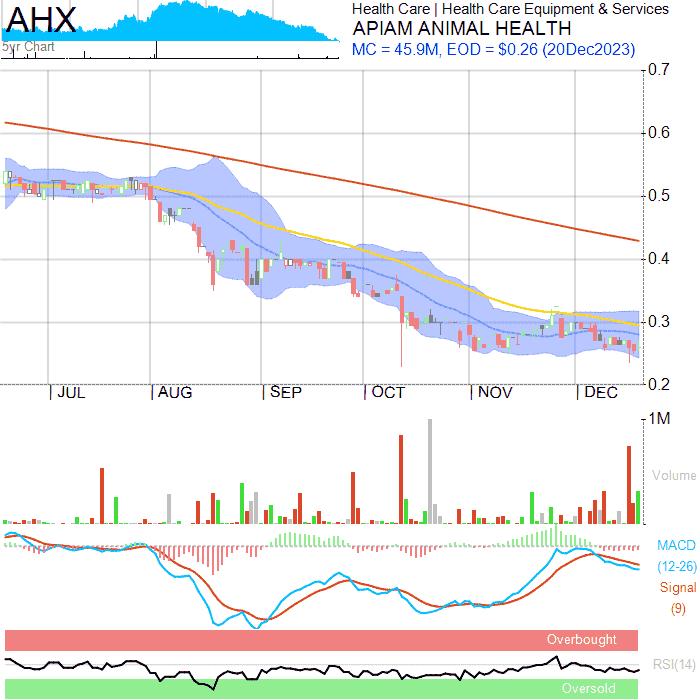 AHX
5yr Chart
Health Care | Health Care Equipment & Services
APIAM ANIMAL HEALTH
MC = 45.9M, EOD = $0.26 (20Dec2023)
0.7
0.6
0.5
0.4
0.3
0.2
JUL AUG SEP OCT NOV DEC
1M
Volume
MACD
(12-26)
Signal
(9)
Overbought
RSI(14)
Oversold